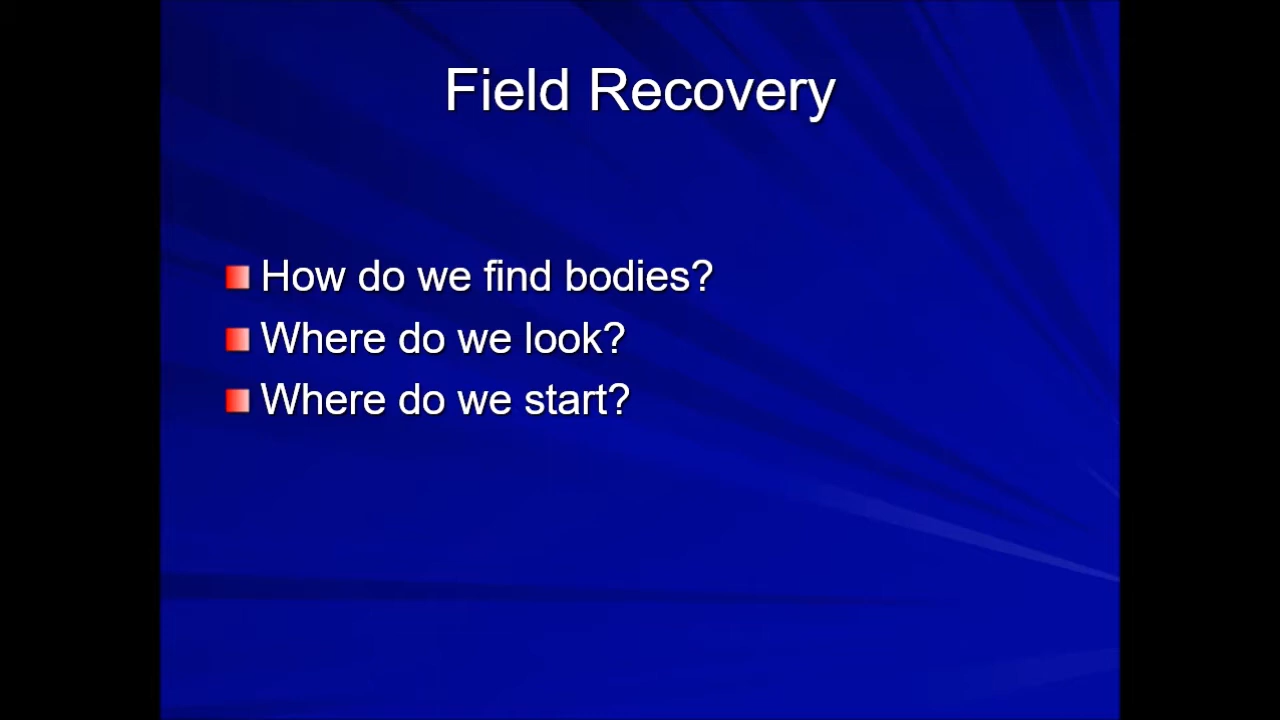 Field Recovery
How do we find bodies?
Where do we look?
Where do we start?